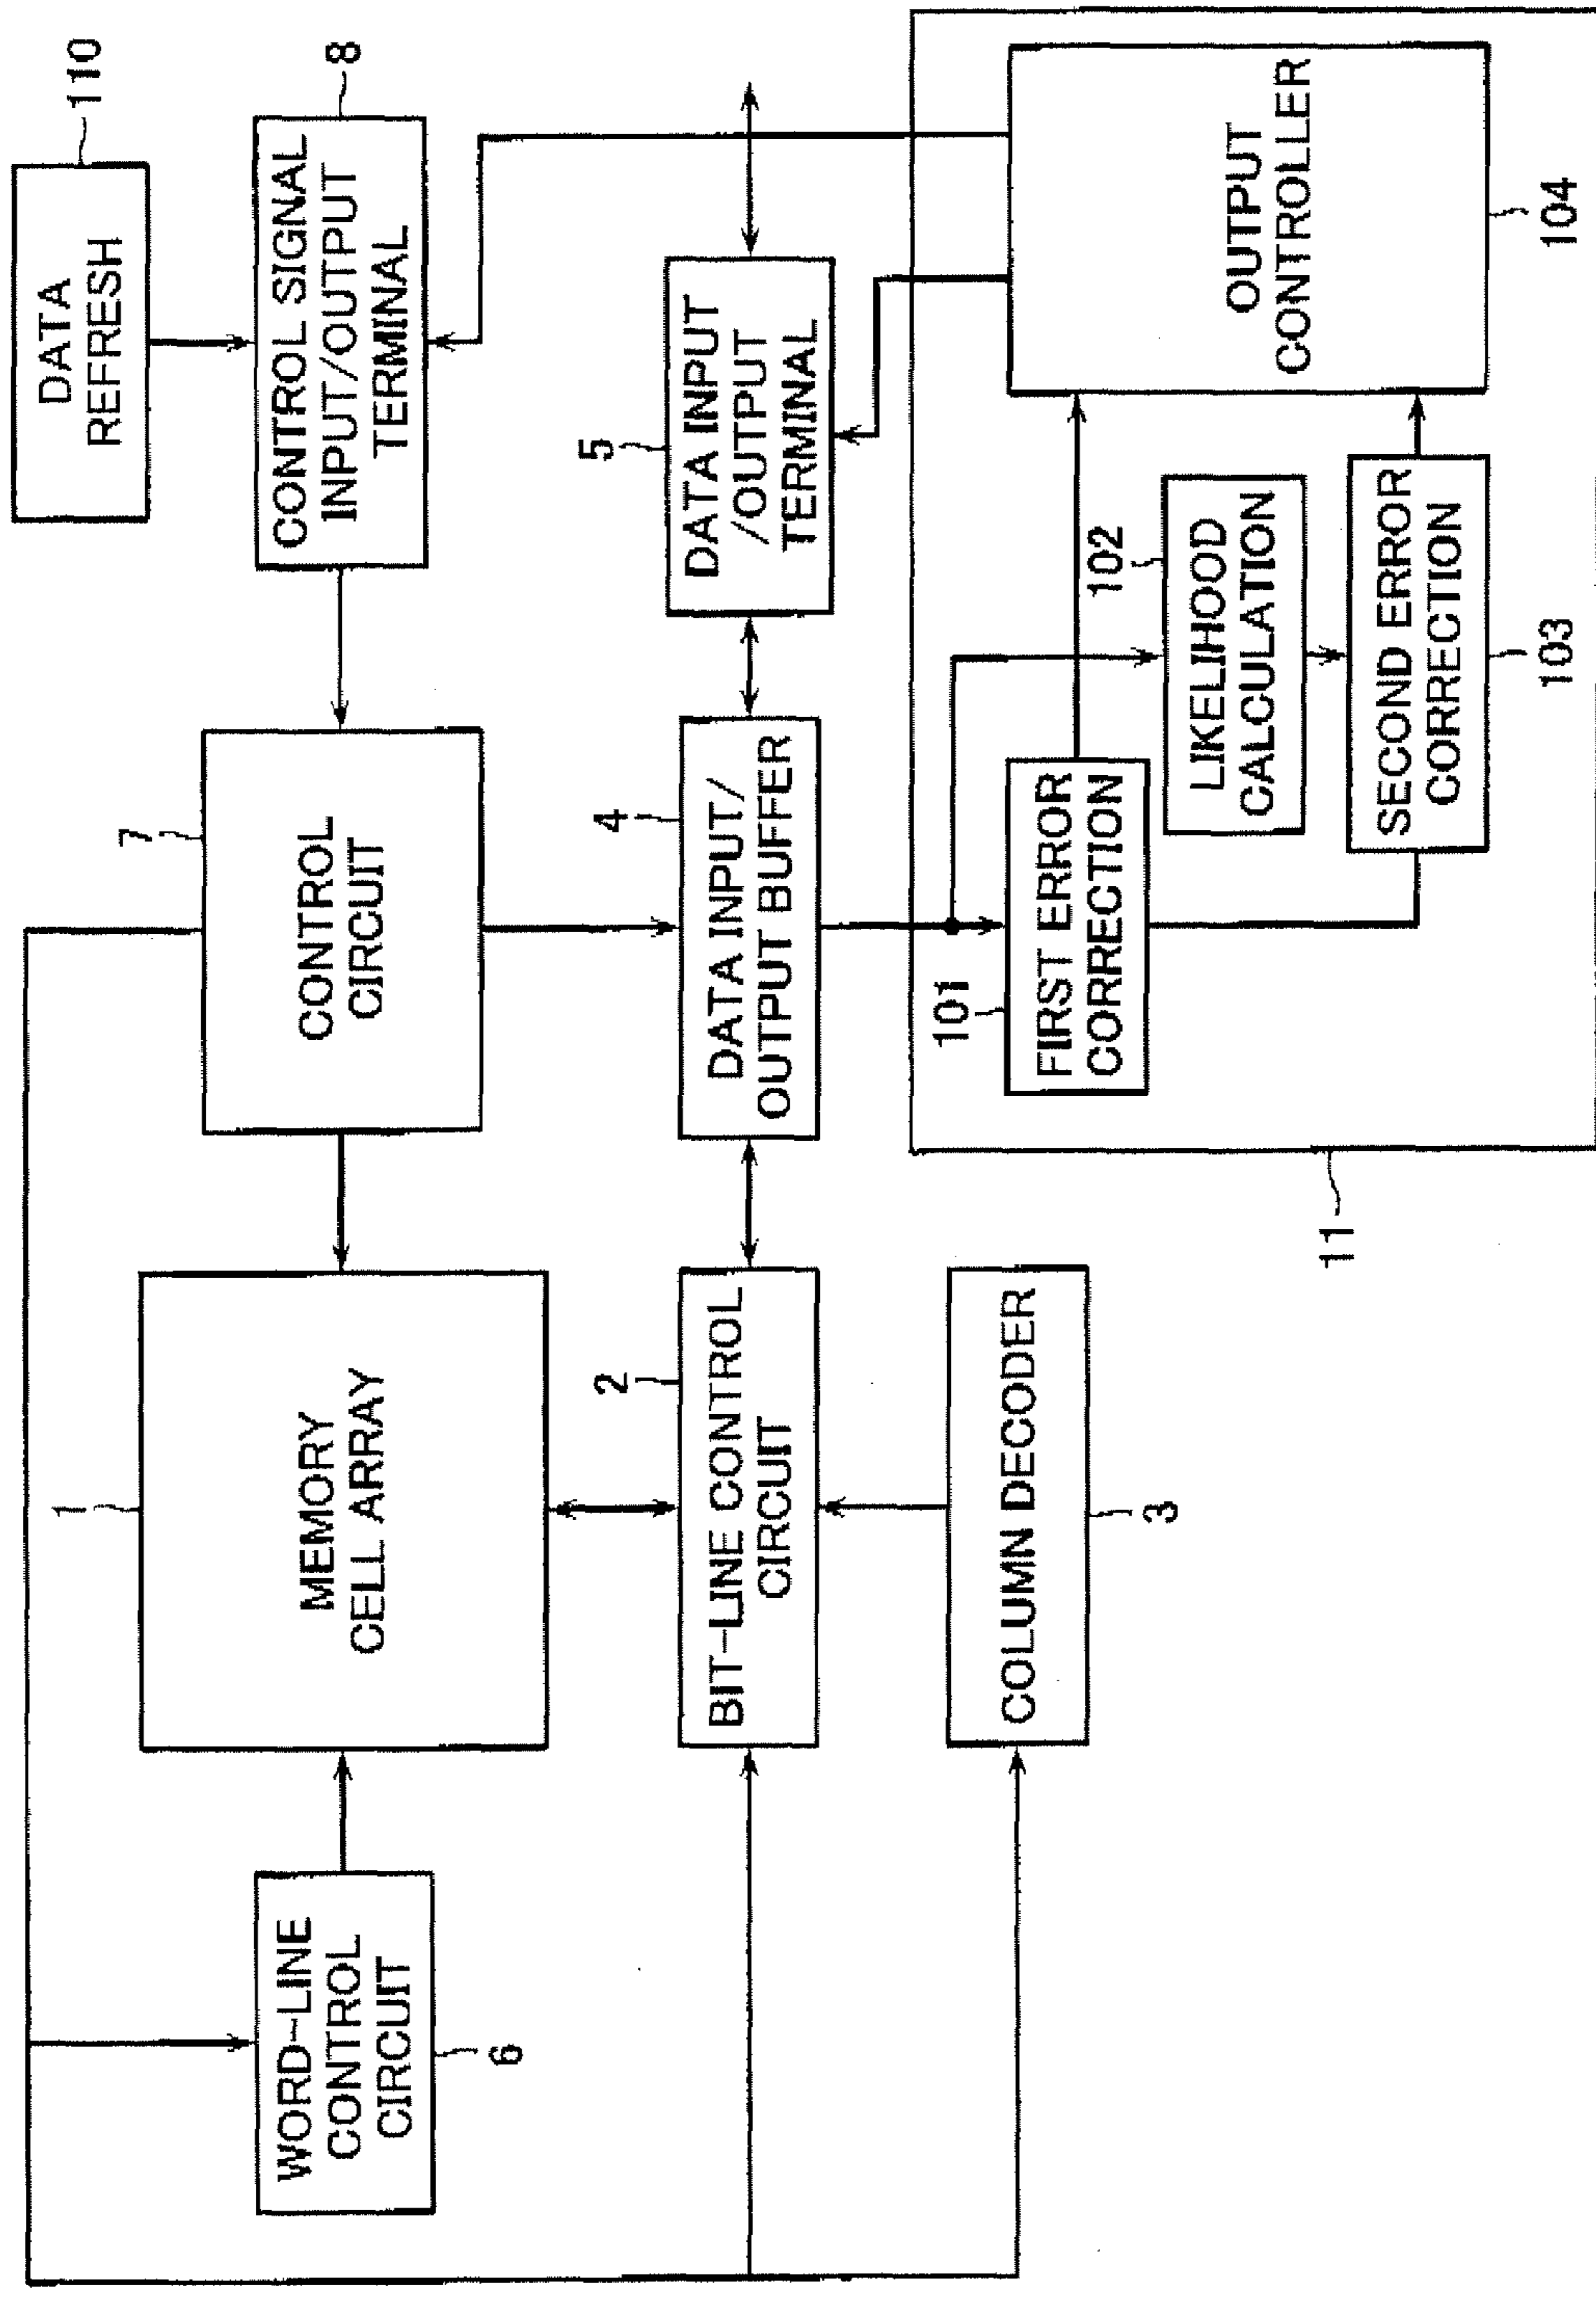 DATA
REFRESH
110
CONTROL SIGNAL
INPUT/OUTPUT
TERMINAL
8
7
CONTROL
CIRCUIT
1
MEMORY
CELL ARRAY
WORD-LINE
CONTROL
CIRCUIT
6
5
DATA INPUT
/OUTPUT
TERMINAL
4
DATA INPUT/
OUTPUT BUFFER
2
BIT-LINE CONTROL
CIRCUIT
COLUMN DECODER
3
OUTPUT
CONTROLLER
104
101
FIRST ERROR
CORRECTION
102
LIKELIHOOD
CALCULATION
SECOND ERROR
CORRECTION
103
11